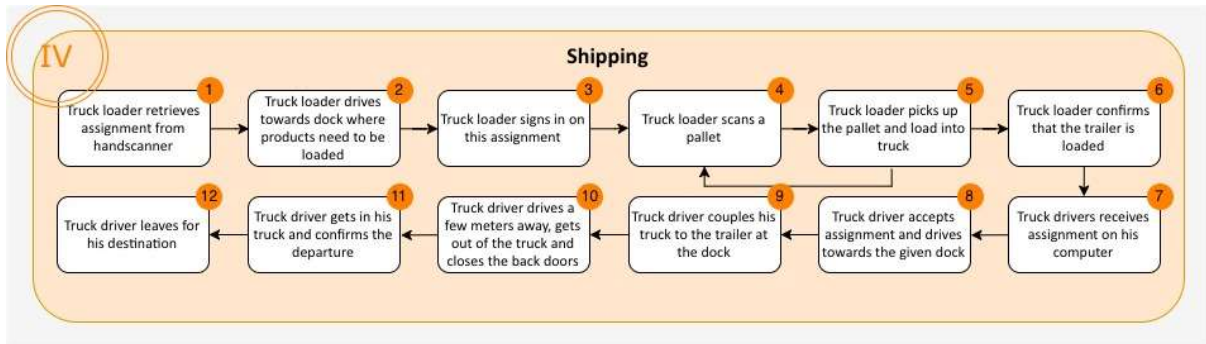 IV
Shipping
1
Truck loader retrieves
assignment from
handscanner
2
Truck loader drives
towards dock where
products need to be
loaded
3
Truck loader signs in on
this assignment
4
Truck loader scans a
pallet
5
Truck loader picks up
the pallet and load into
truck
6
Truck loader confirms
that the trailer is
loaded
7
Truck drivers receives
assignment on his
computer
8
Truck driver accepts
assignment and drives
towards the given dock
9
Truck driver couples his
truck to the trailer at
the dock
10
Truck driver drives a
few meters away, gets
out of the truck and
closes the back doors
11
Truck driver gets in his
truck and confirms the
departure
12
Truck driver leaves for
his destination